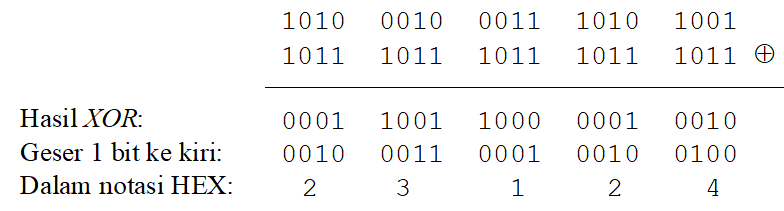 1010 0010 0011 1010 1001
1011 1011 1011 1011 1011 ⊕
Hasil XOR: 0001 1001 1000 0001 0010
Geser 1 bit ke kiri: 0010 0011 0001 0010 0100
Dalam notasi HEX: 2 3 1 2 4